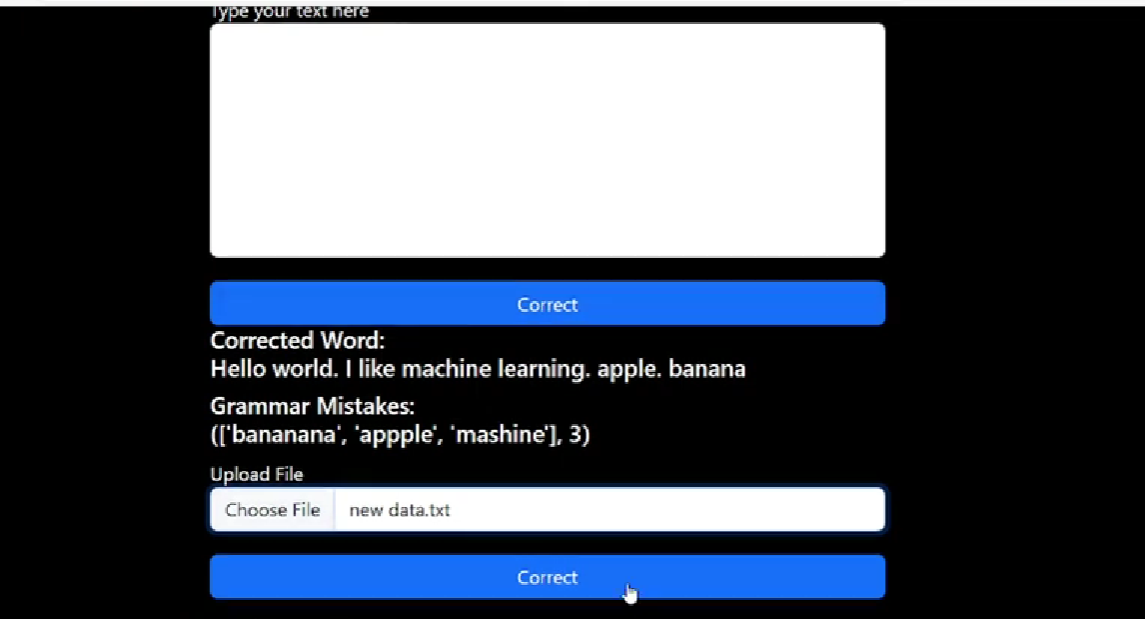 Type your text here
Correct
Corrected Word:
Hello world. I like machine learning. apple. banana
Grammar Mistakes:
(['bananana', 'appple', 'mashine'], 3)
Upload File
Choose File new data.txt
Correct